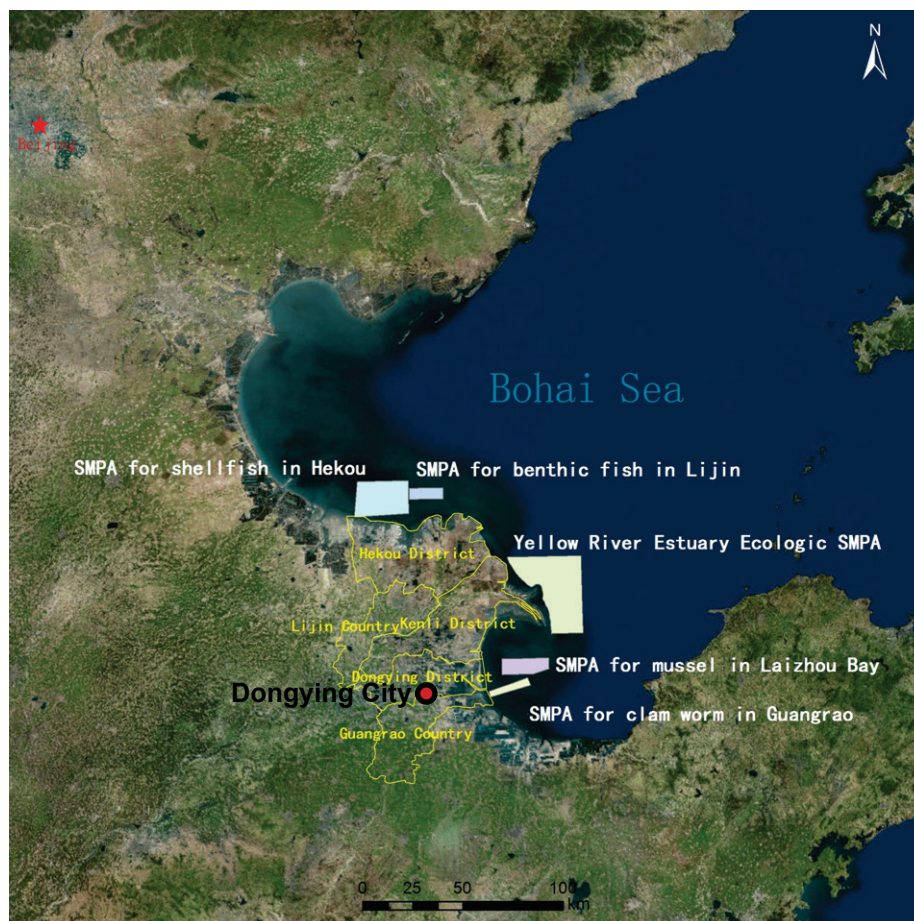 N
Beijing
Bohai Sea
SMPA for shellfish in Hekou
SMPA for benthic fish in Lijin
Yellow River Estuary Ecologic SMPA
Hekou District
Lijin Country
Kenli District
SMPA for mussel in Laizhou Bay
Dongying District
Dongying City
SMPA for clam worm in Guangrao
Guangrao Country
0 25 50 100
km